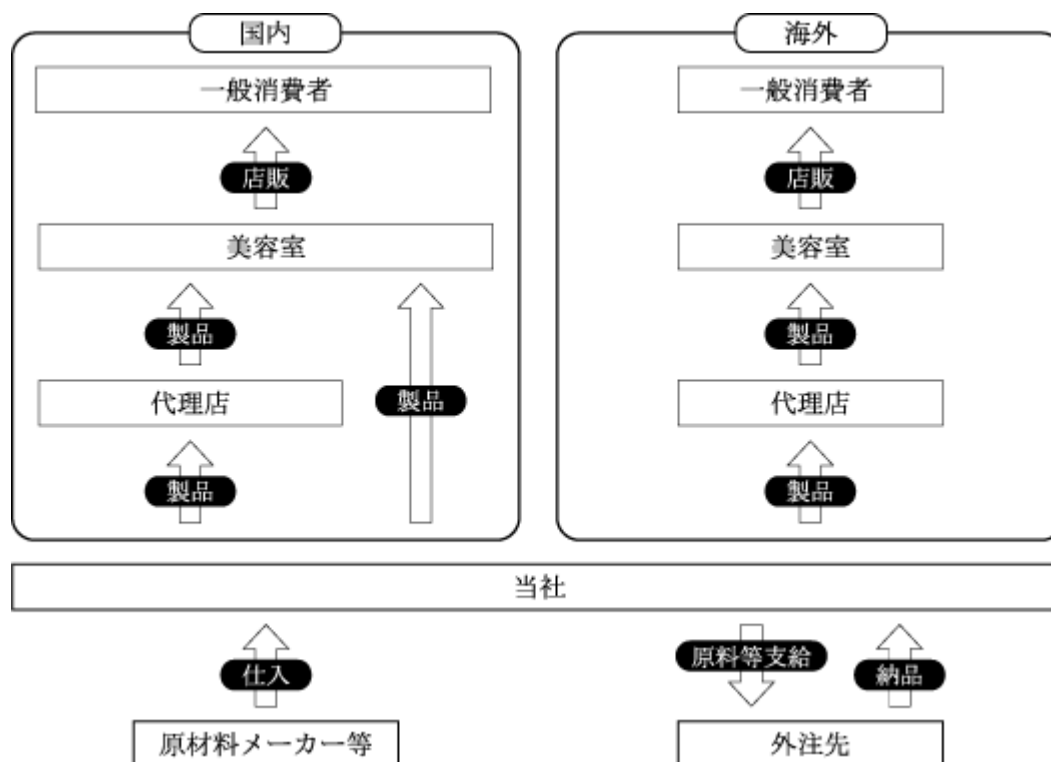 国内
海外
一般消費者
一般消費者
店販
店販
美容室
美容室
製品
製品
代理店
製品
代理店
製品
製品
当社
仕入
原料等支給
納品
原材料メーカー等
外注先